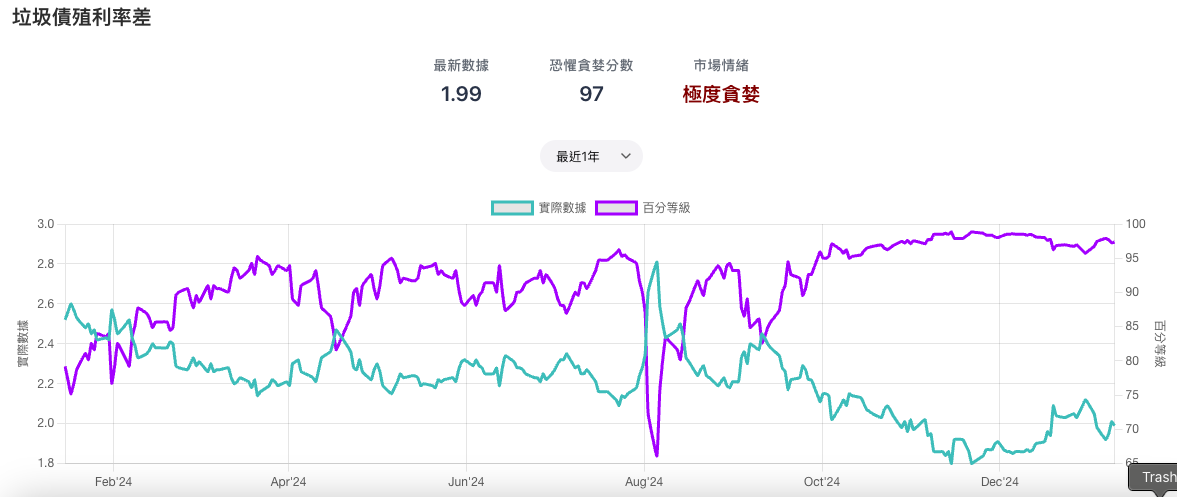 垃圾債殖利率差
最新數據 恐懼貪婪分數 市場情緒
1.99 97 極度貪婪
最近1年
實際數據 百分等級
3.0 100
2.8 95
90
2.6
85
2.4
80
2.2
75
2.0 70
1.8 65
實際數據
百分等級
Feb'24 Apr'24 Jun'24 Aug'24 Oct'24 Dec'24
Trash